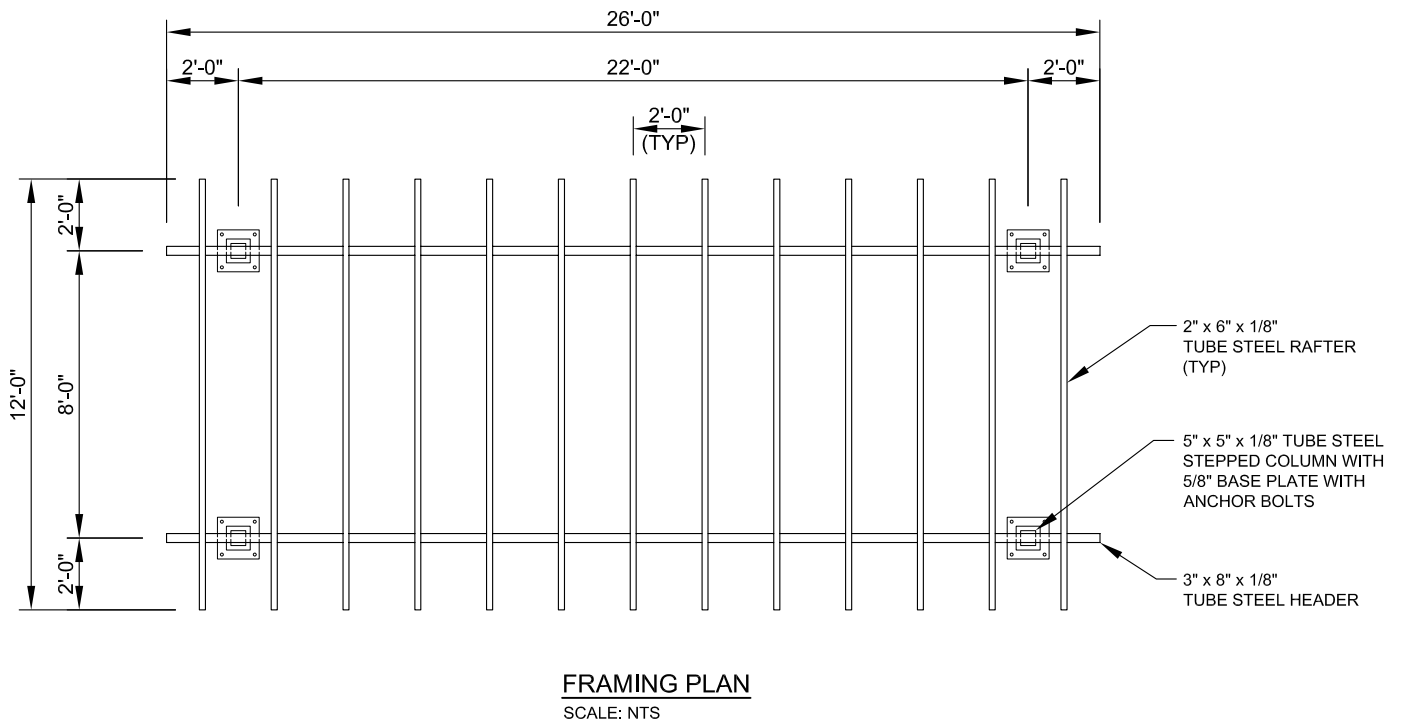 26'-0"
2'-0"
22'-0"
2'-0"
2'-0"
(TYP)
2'-0"
12'-0"
8'-0"
2'-0"
2" x 6" x 1/8"
TUBE STEEL RAFTER
(TYP)
5" x 5" x 1/8" TUBE STEEL
STEPPED COLUMN WITH
5/8" BASE PLATE WITH
ANCHOR BOLTS
3" x 8" x 1/8"
TUBE STEEL HEADER
FRAMING PLAN
SCALE: NTS